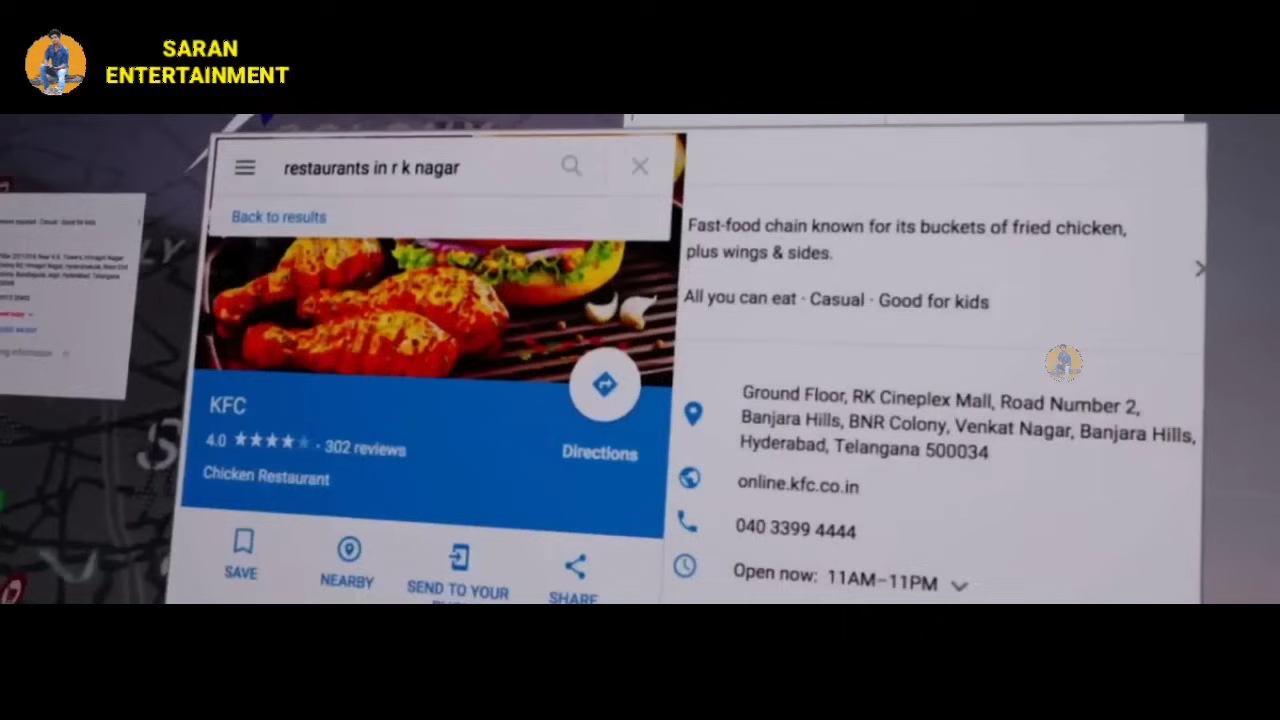 SARAN
ENTERTAINMENT
restaurants in r k nagar
Back to results
KFC
4.0
· 302 reviews
Chicken Restaurant
Directions
SAVE
NEARBY
SEND TO YOUR
SHARE
Fast-food chain known for its buckets of fried chicken,
plus wings & sides.
All you can eat · Casual · Good for kids
Ground Floor, RK Cineplex Mall, Road Number 2,
Banjara Hills, BNR Colony, Venkat Nagar, Banjara Hills,
Hyderabad, Telangana 500034
online.kfc.co.in
040 3399 4444
Open now: 11AM–11PM